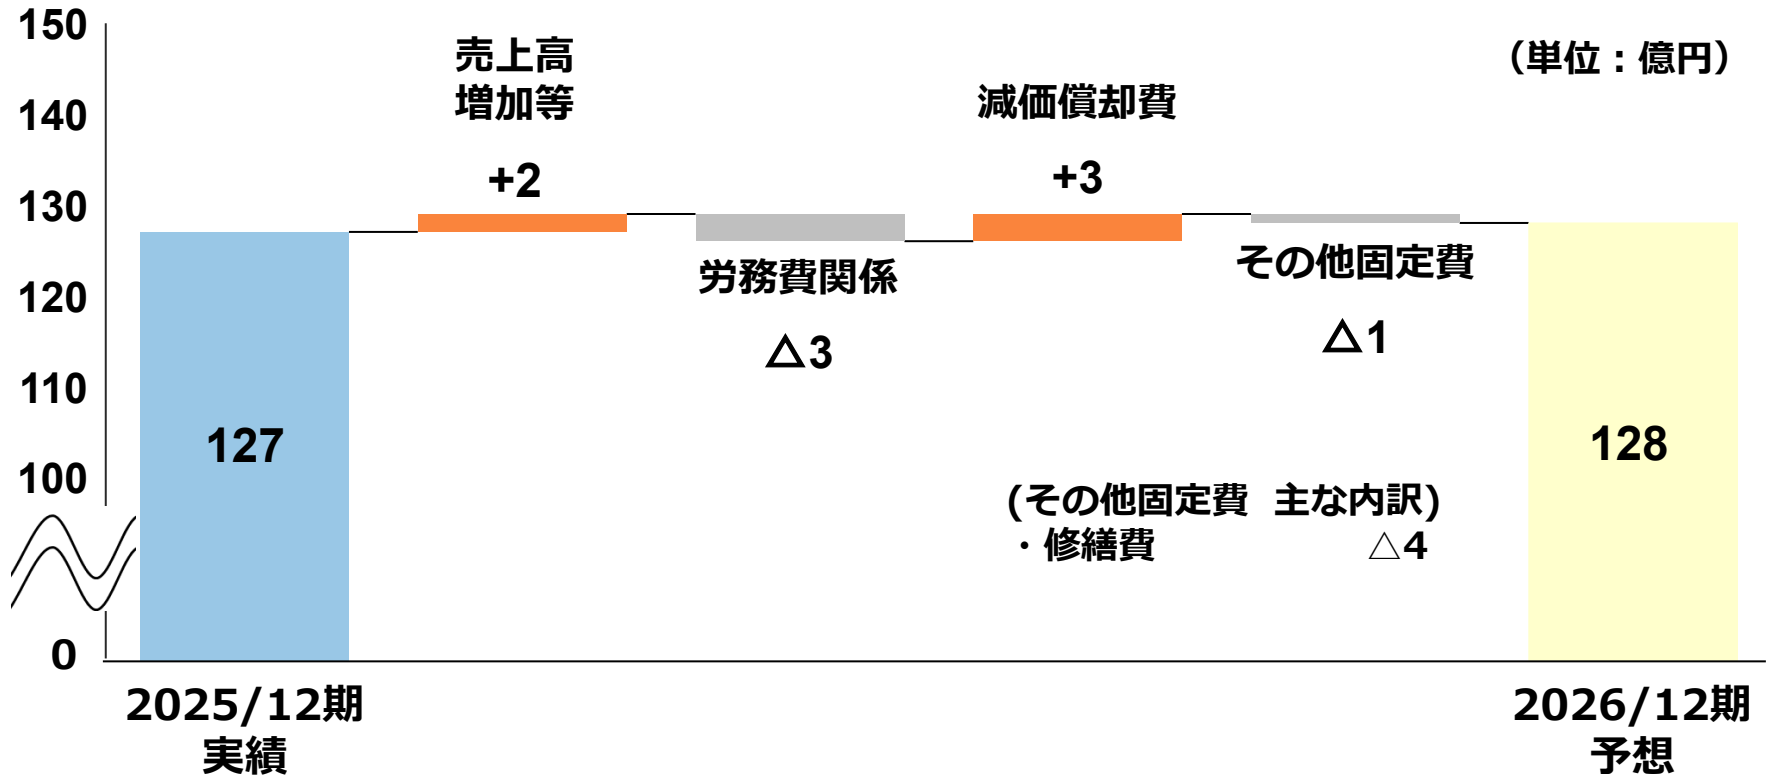 (単位：億円)
150
140
130
120
110
100
0
売上高
増加等
+2
労務費関係
△3
減価償却費
+3
その他固定費
△1
127
128
(その他固定費 主な内訳)
・修繕費 △4
2025/12期
実績
2026/12期
予想